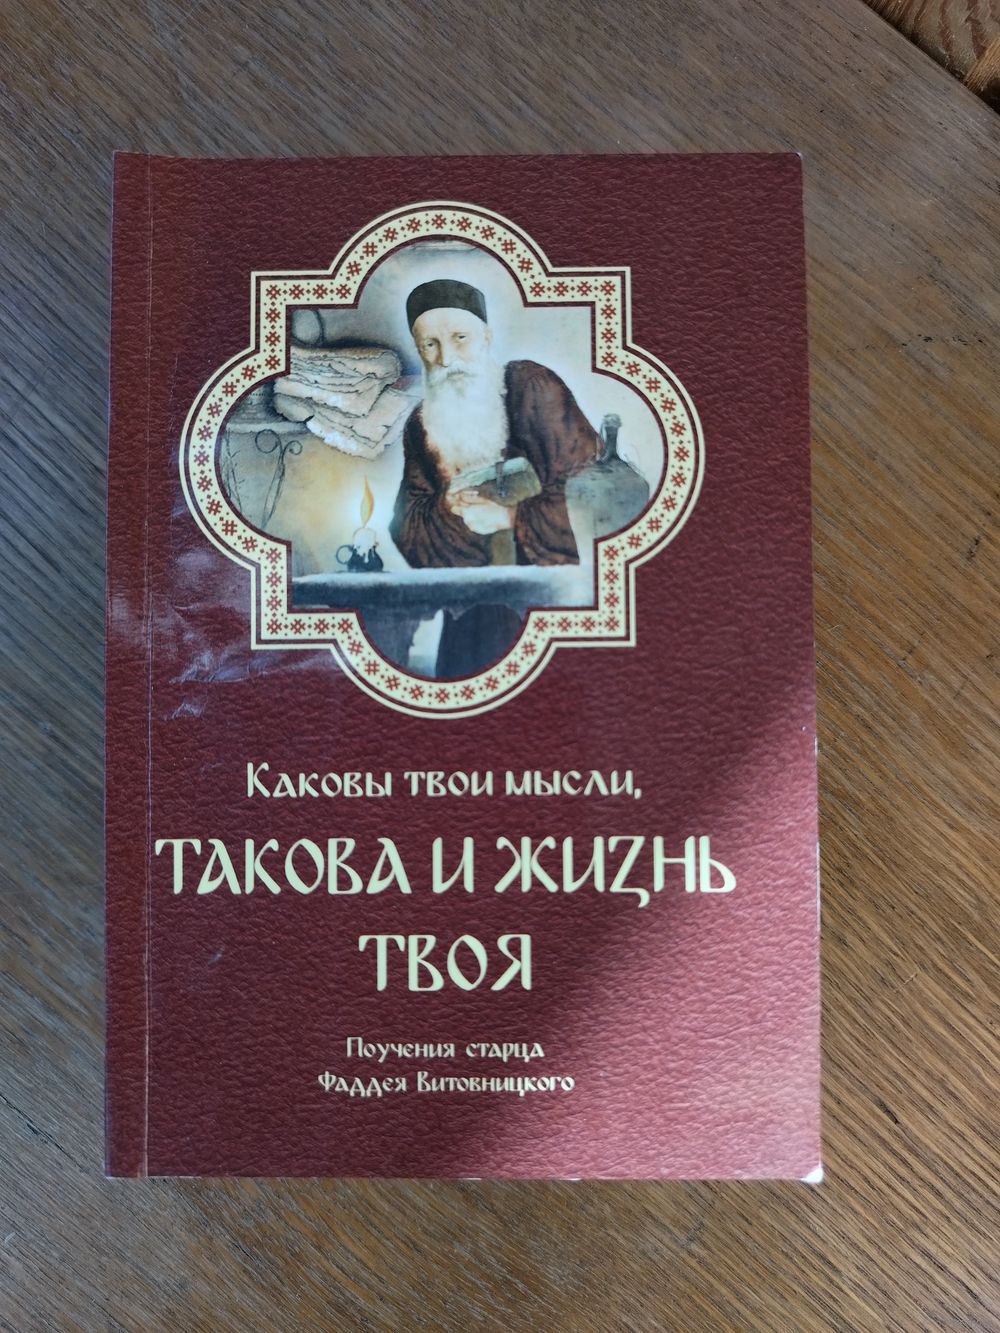 Каковы твои мысли,
ТАКОВА И ЖИЗНЬ
ТВОЯ
Поучения старца
Фаддея Витовницкого